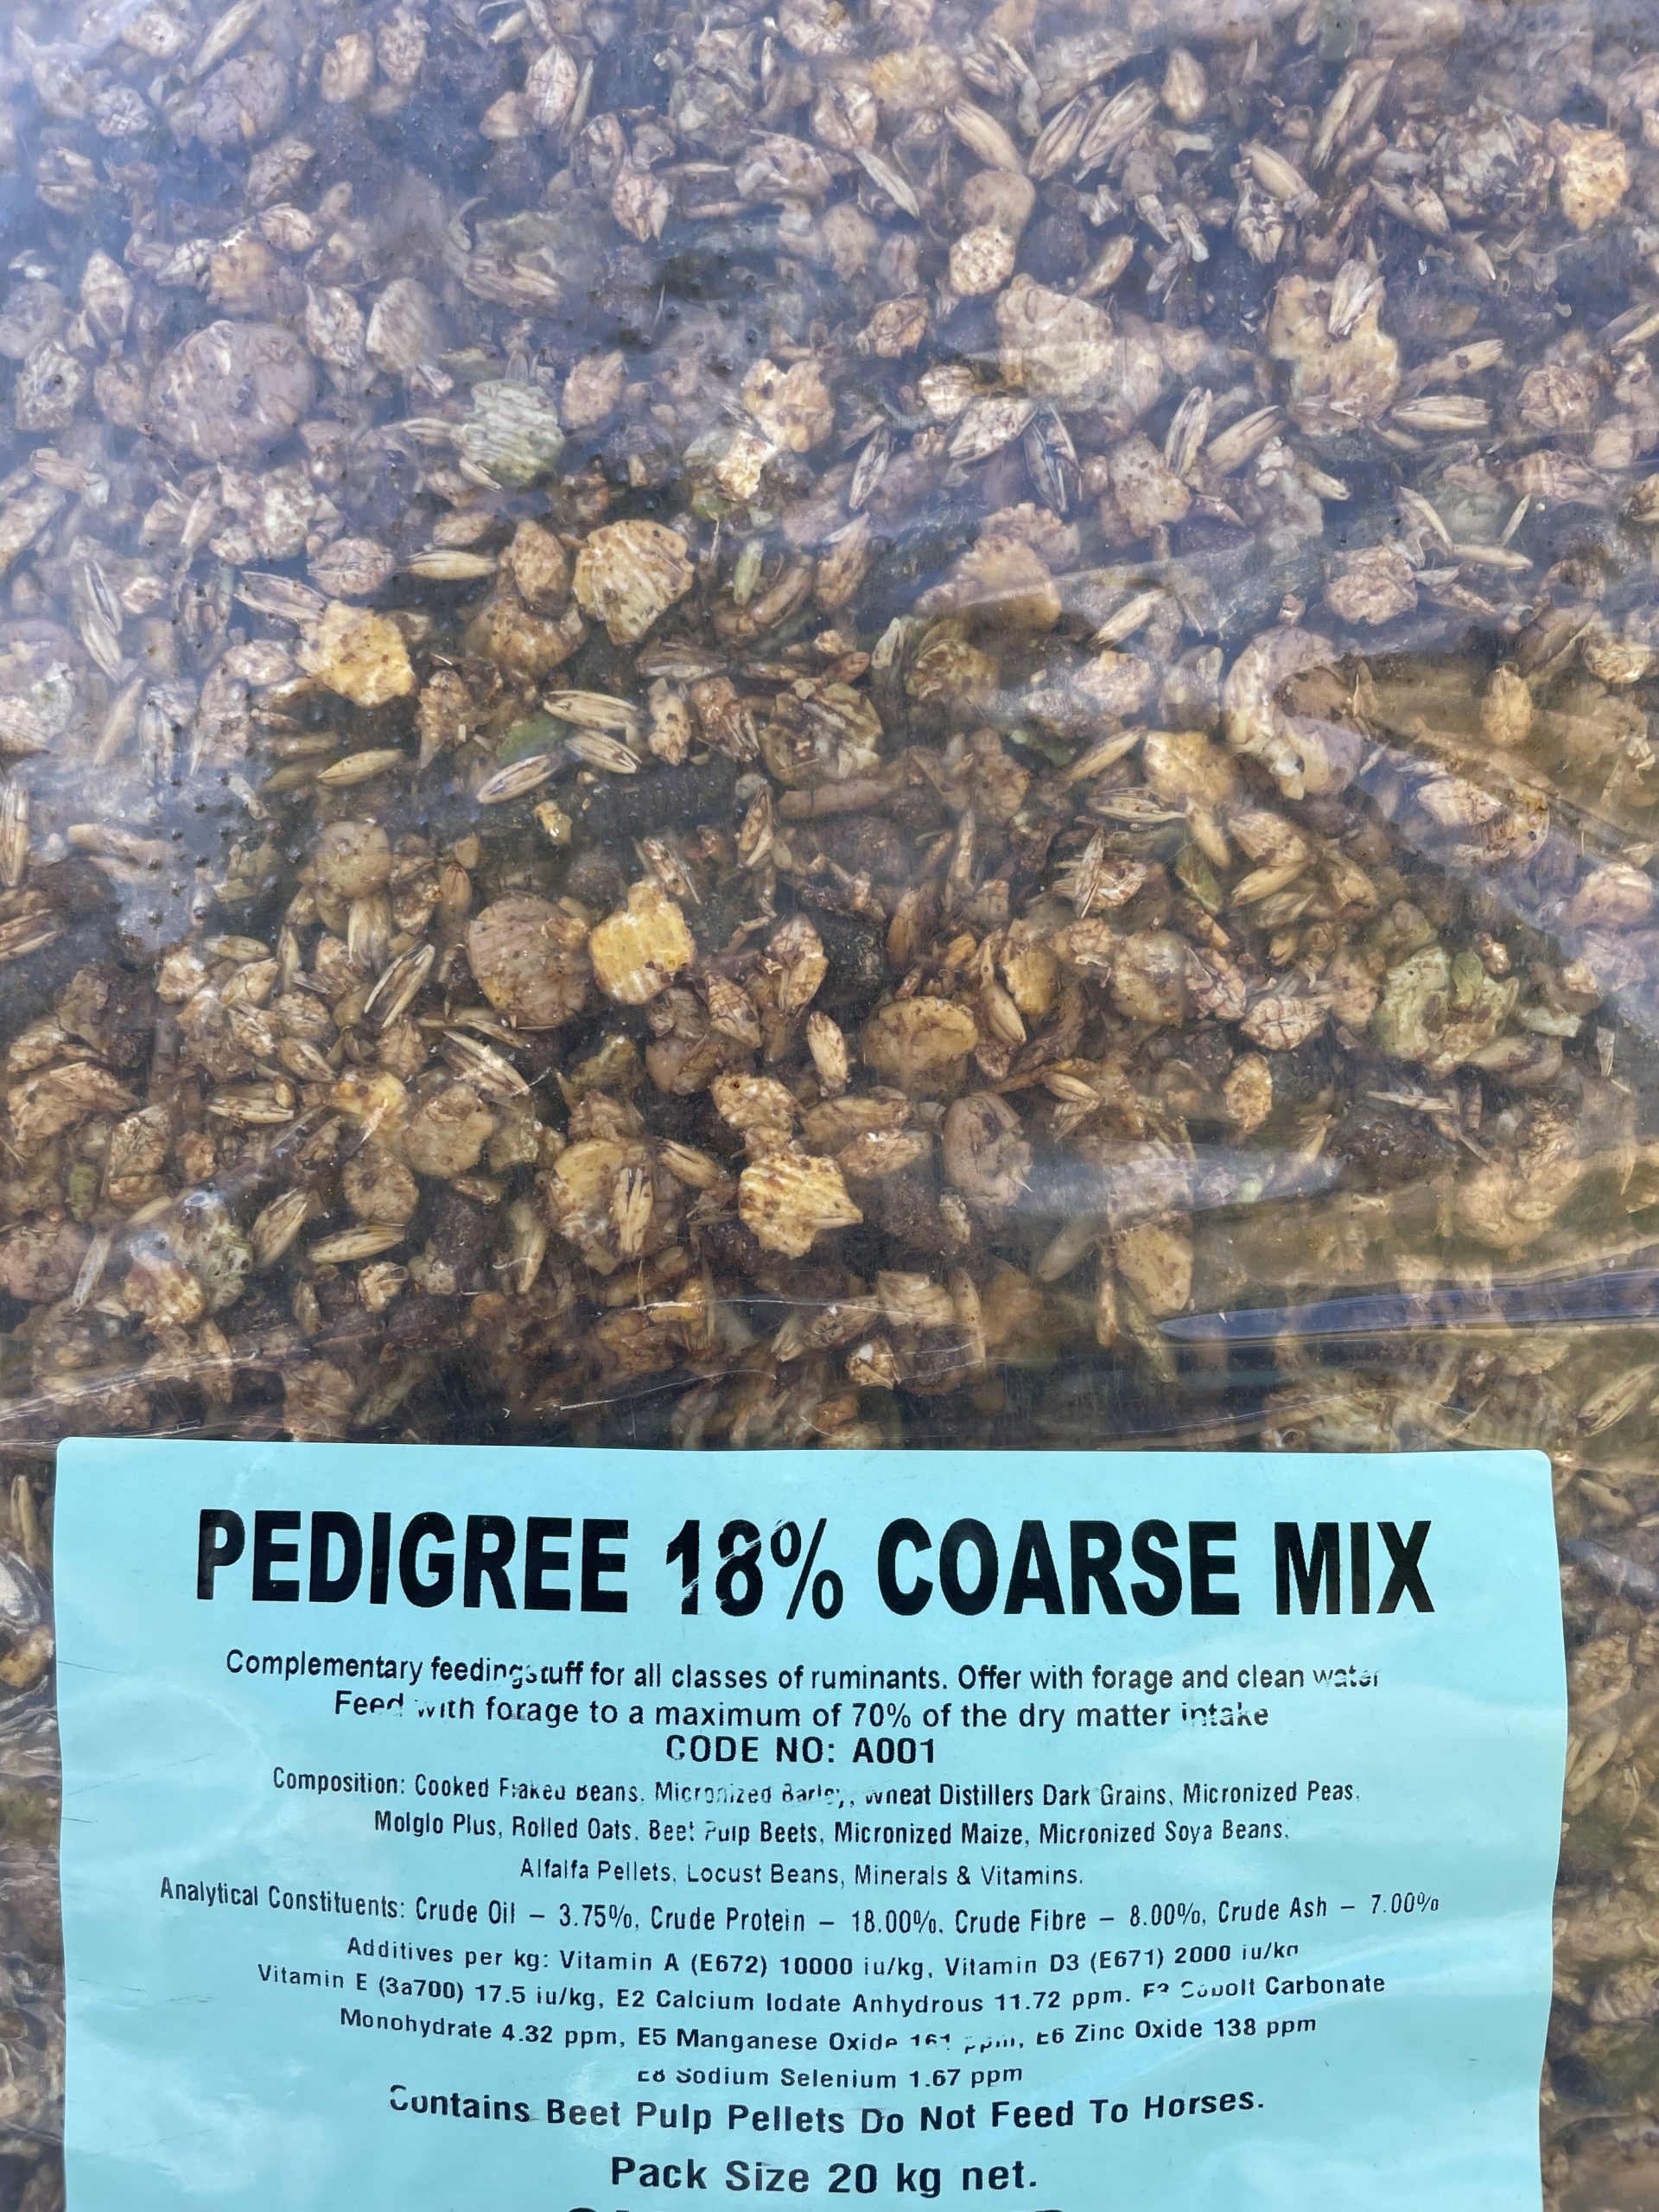 PEDIGREE 18% COARSE MIX
Complementary feedingstuff for all classes of ruminants. Offer with forage and clean water
Feed with forage to a maximum of 70% of the dry matter intake
CODE NO: A001
Composition: Cooked Flaked Beans, Micronized Barley, Wheat Distillers Dark Grains, Micronized Peas,
Molglo Plus, Rolled Oats, Beet Pulp Beets, Micronized Maize, Micronized Soya Beans,
Alfalfa Pellets, Locust Beans, Minerals & Vitamins.
Analytical Constituents: Crude Oil – 3.75%, Crude Protein – 18.00%, Crude Fibre – 8.00%, Crude Ash – 7.00%
Additives per kg: Vitamin A (E672) 10000 iu/kg, Vitamin D3 (E671) 2000 iu/kg
Vitamin E (3a700) 17.5 iu/kg, E2 Calcium Iodate Anhydrous 11.72 ppm. E3 Cobolt Carbonate
Monohydrate 4.32 ppm, E5 Manganese Oxide 161 ppm, E6 Zinc Oxide 138 ppm
E8 Sodium Selenium 1.67 ppm
Contains Beet Pulp Pellets Do Not Feed To Horses.
Pack Size 20 kg net.